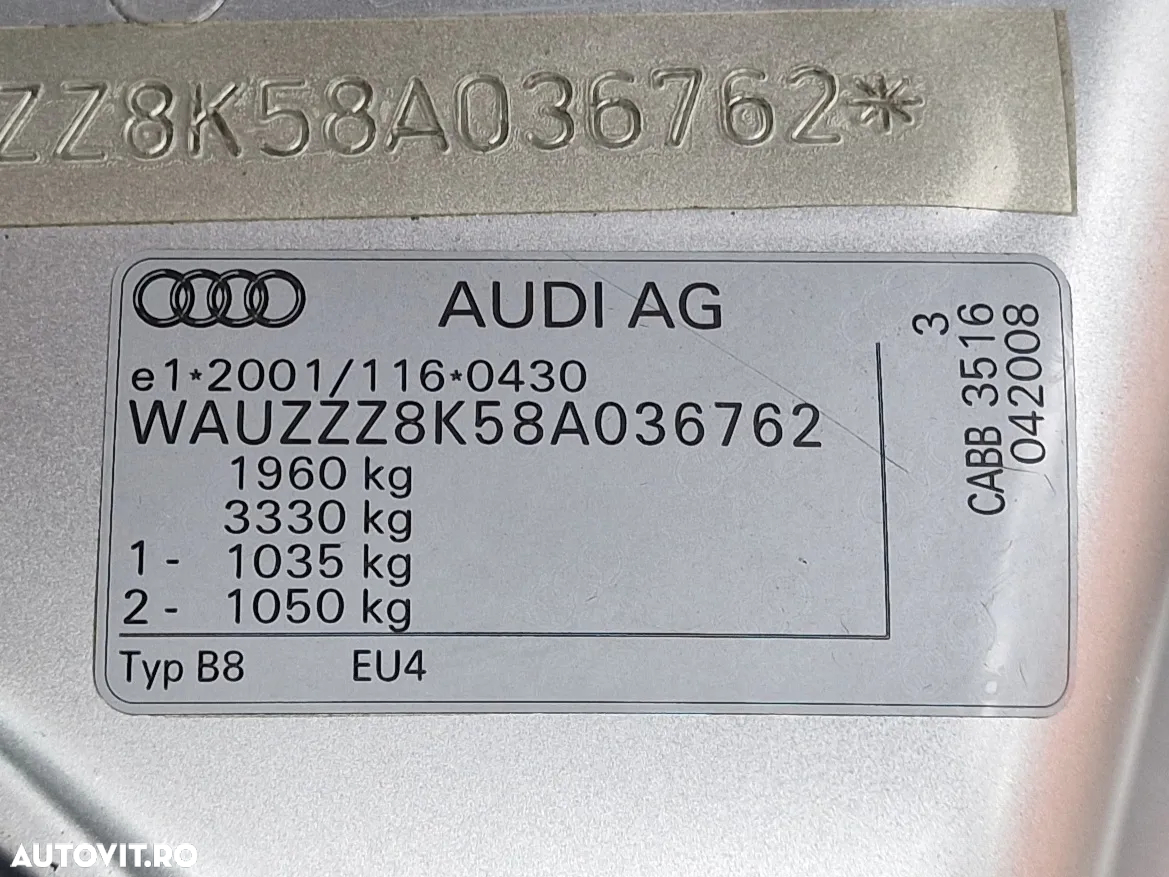 ZZ8K58A036762*
AUDI AG
e1*2001/116*0430
WAUZZZ8K58A036762
1960 kg
3330 kg
1- 1035 kg
2- 1050 kg
Typ B8 EU4
3
CABB 3516
042008
AUTOVIT.RO